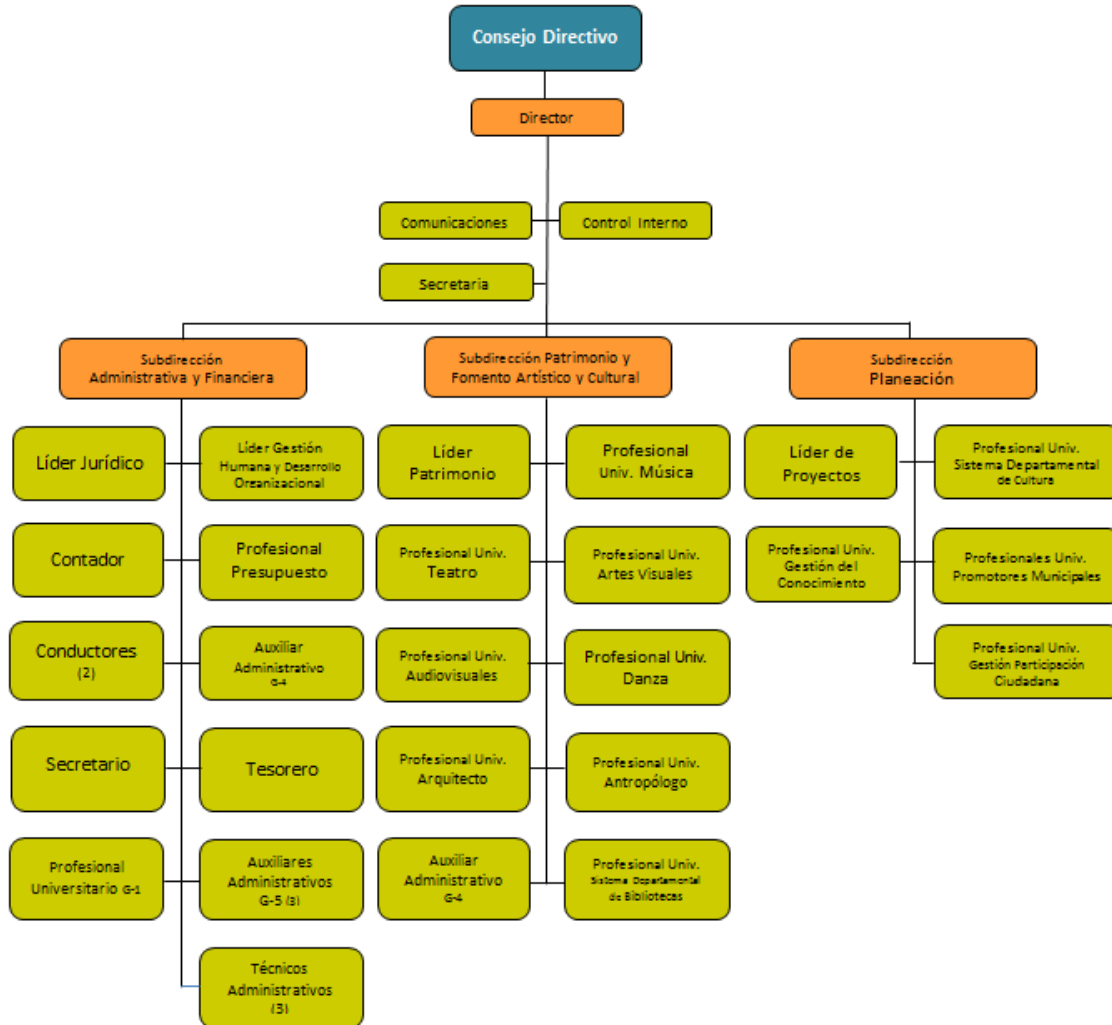 Consejo Directivo
Director
Comunicaciones
Control Interno
Secretaria
Subdirección
Administrativa y Financiera
Subdirección Patrimonio y
Fomento Artístico y Cultural
Subdirección
Planeación
Líder Jurídico
Líder Gestión
Humana y Desarrollo
Organizacional
Líder
Patrimonio
Profesional
Univ. Música
Líder de
Proyectos
Profesional Univ.
Sistema Departamental
de Cultura
Contador
Profesional
Presupuesto
Profesional Univ.
Teatro
Profesional Univ.
Artes Visuales
Profesional Univ.
Gestión del
Conocimiento
Profesionales Univ.
Promotores Municipales
Conductores
(2)
Auxiliar
Administrativo
G-4
Profesional Univ.
Audiovisuales
Profesional Univ.
Danza
Profesional Univ.
Gestión Participación
Ciudadana
Secretario
Tesorero
Profesional Univ.
Arquitecto
Profesional Univ.
Antropólogo
Profesional
Universitario G-1
Auxiliares
Administrativos
G-5 (3)
Auxiliar
Administrativo
G-4
Profesional Univ.
Sistema Departamental
de Bibliotecas
Técnicos
Administrativos
(3)